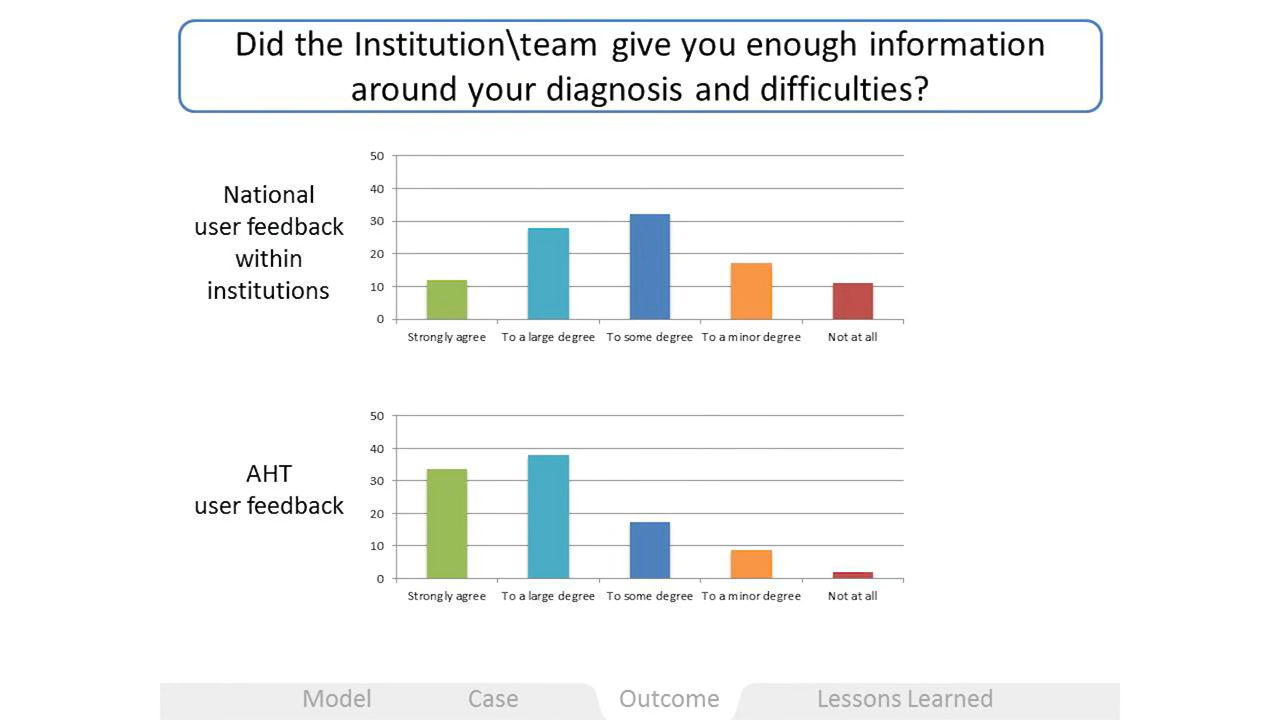 Did the Institution\team give you enough information
around your diagnosis and difficulties?
National
user feedback
within
institutions
50
40
30
20
10
0
Strongly agree
To a large degree
To some degree
To a minor degree
Not at all
AHT
user feedback
50
40
30
20
10
0
Strongly agree
To a large degree
To some degree
To a minor degree
Not at all
Model
Case
Outcome
Lessons Learned